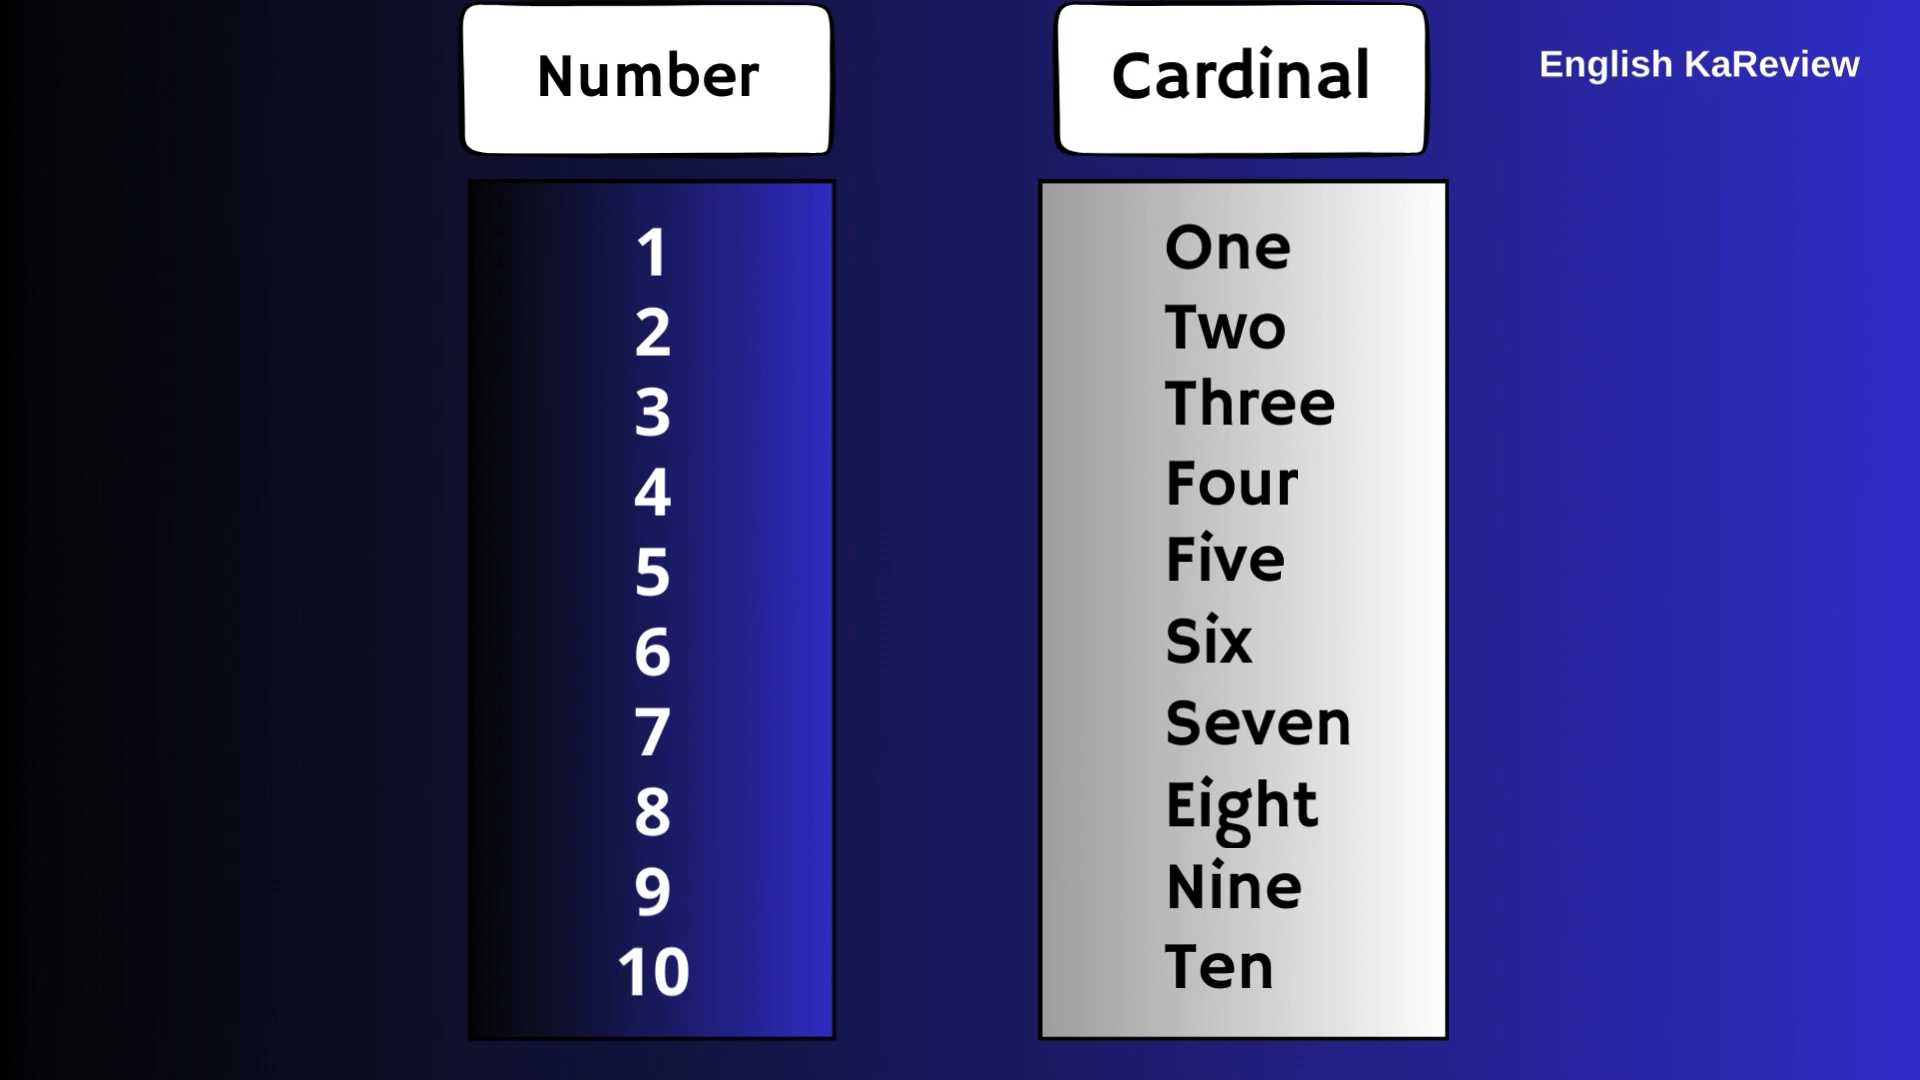 Number Cardinal English KaReview
1 One
2 Two
3 Three
4 Four
5 Five
6 Six
7 Seven
8 Eight
9 Nine
10 Ten